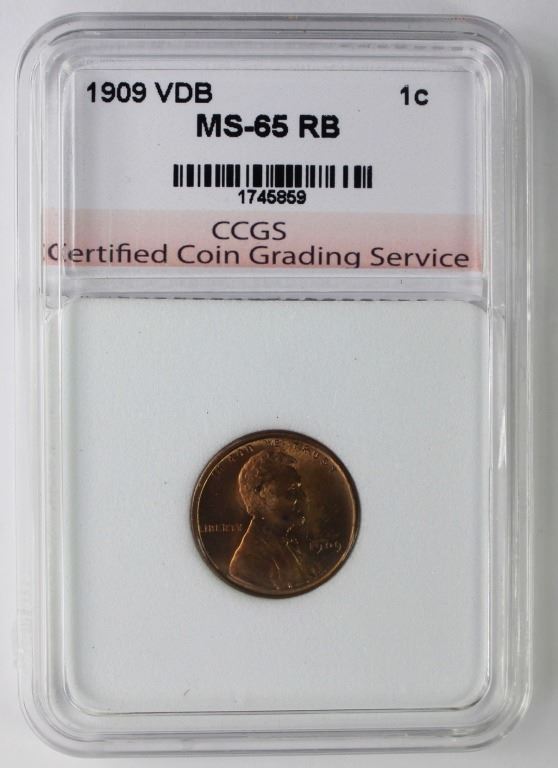 1909 VDB 1c
MS-65 RB
1745859
CCGS
Certified Coin Grading Service
IN GOD WE TRUST
LIBERTY
1909